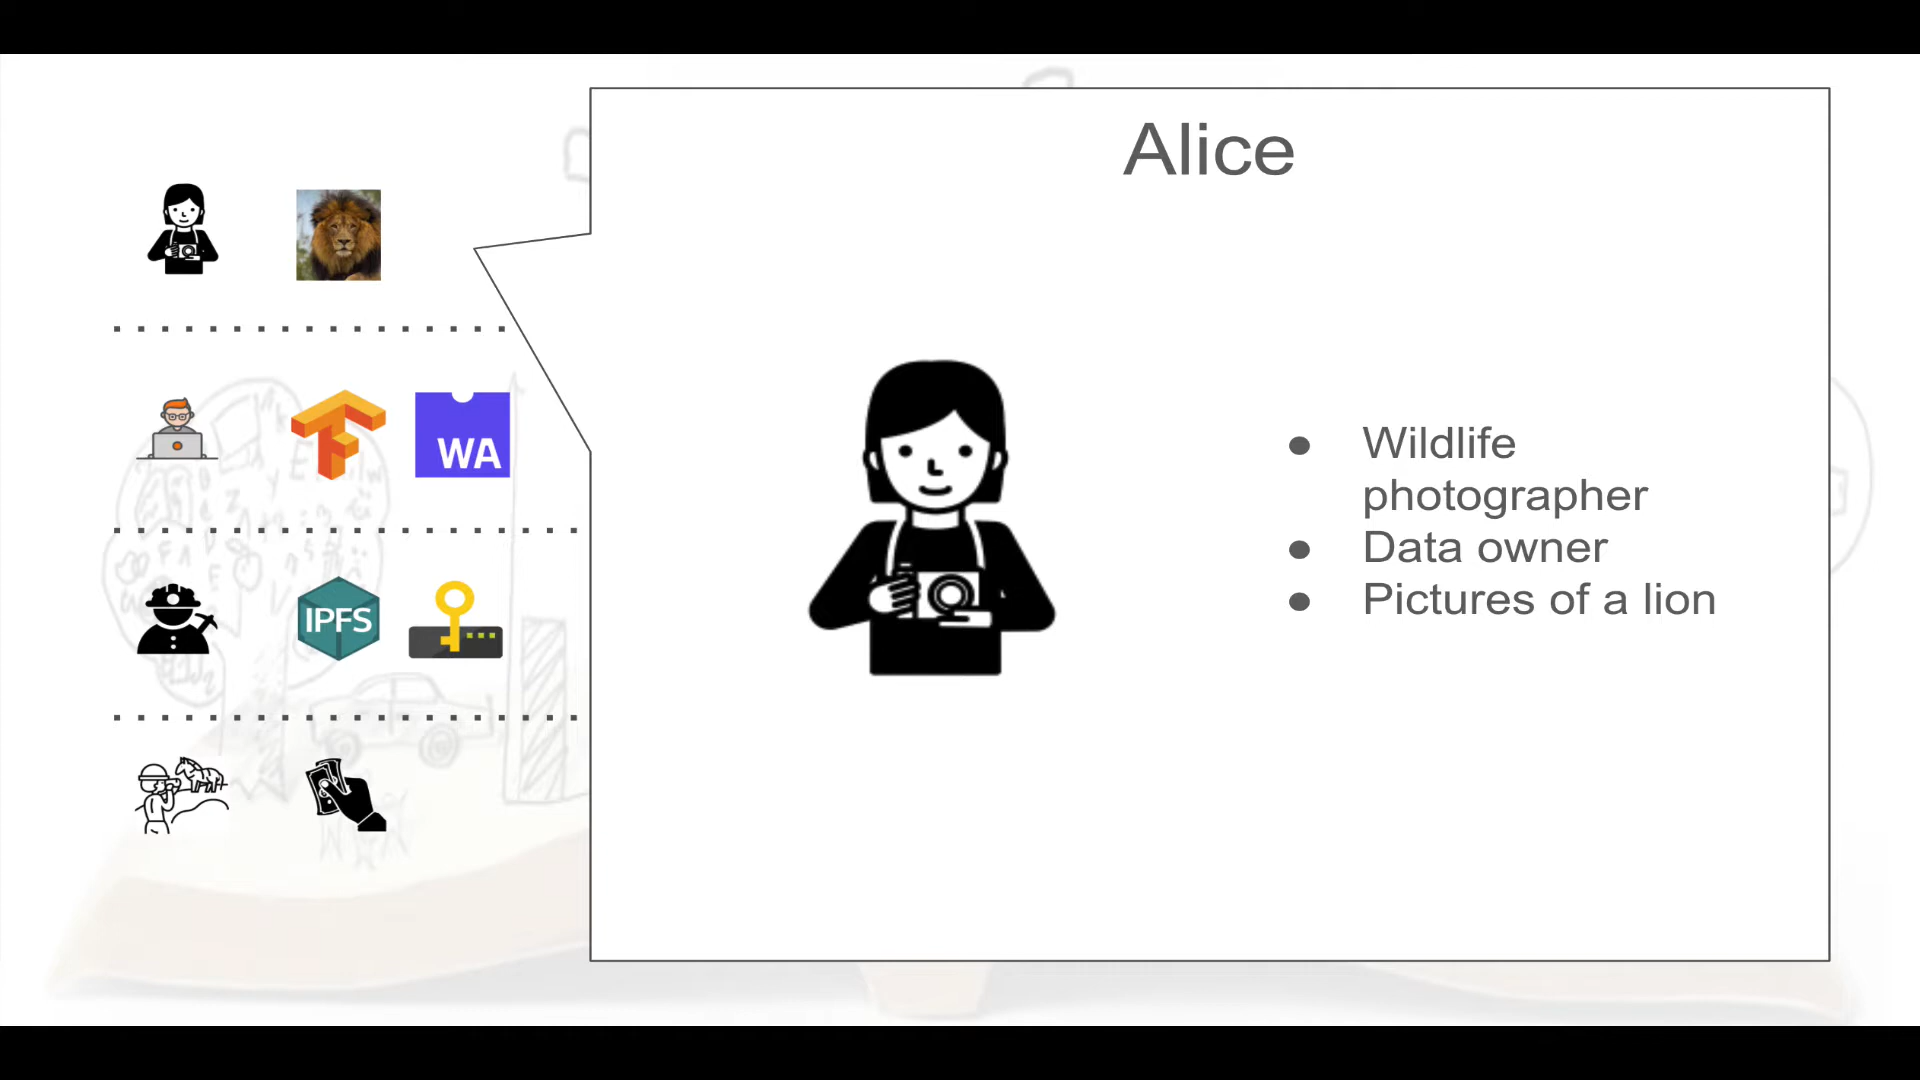 Alice
WA
IPFS
● Wildlife
photographer
● Data owner
● Pictures of a lion